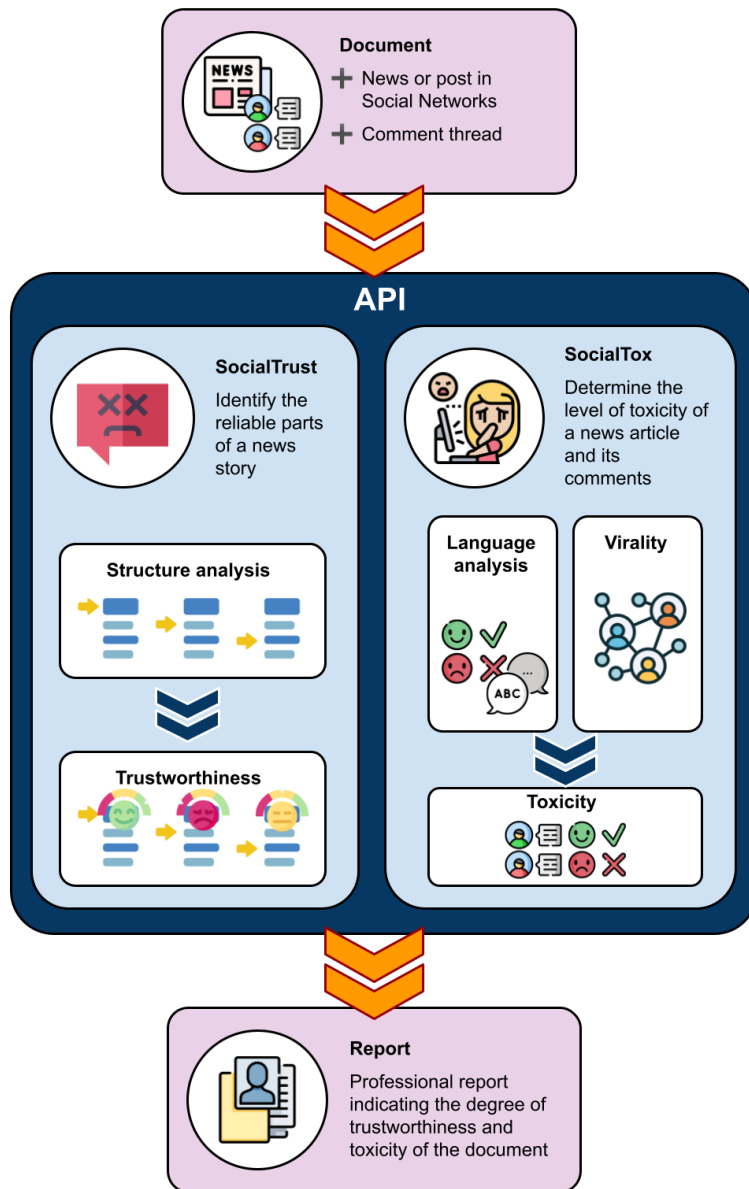 Document
NEWS
News or post in
Social Networks
Comment thread
API
SocialTrust
Identify the
reliable parts
of a news
story
Structure analysis
Trustworthiness
SocialTox
Determine the
level of toxicity of
a news article
and its
comments
Language
analysis
...
ABC
Virality
Toxicity
Report
Professional report
indicating the degree of
trustworthiness and
toxicity of the document